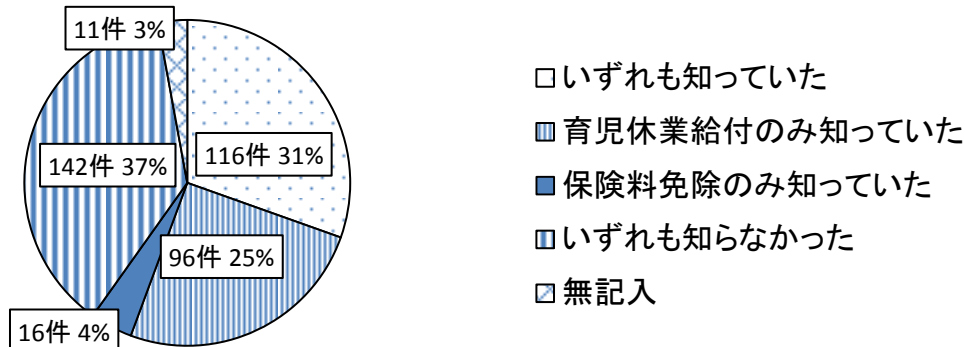 11件 3%
116件 31%
142件 37%
96件 25%
16件 4%
いずれも知っていた
育児休業給付のみ知っていた
保険料免除のみ知っていた
いずれも知らなかった
無記入